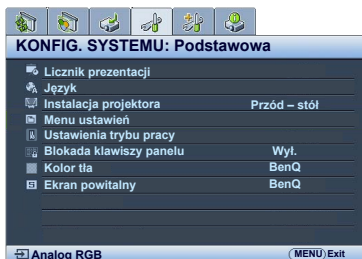 KONFIG. SYSTEMU: Podstawowa
Licznik prezentacji
Język
Instalacja projektora Przód – stół
Menu ustawień
Ustawienia trybu pracy
Blokada klawiszy panelu Wył.
Kolor tła BenQ
Ekran powitalny BenQ
Analog RGB MENU Exit